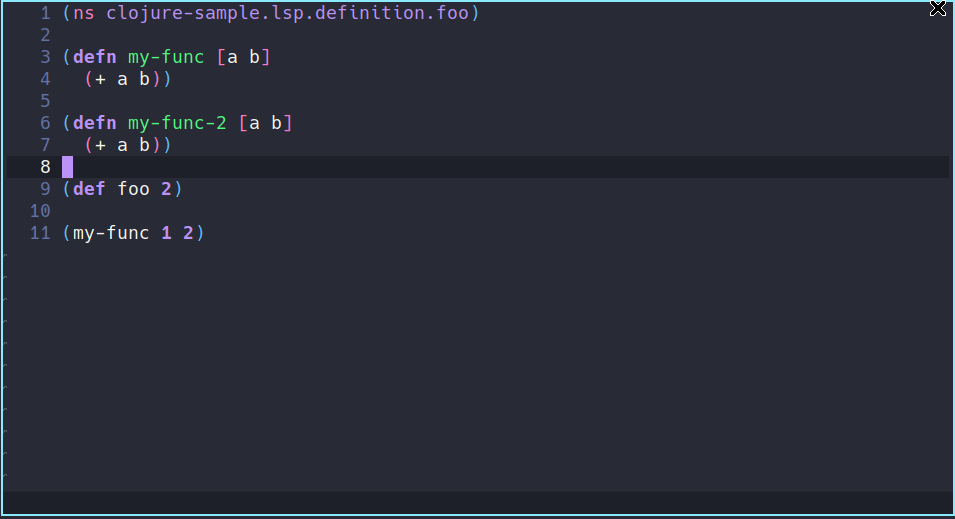 1 (ns clojure-sample.lsp.definition.foo)
2
3 (defn my-func [a b]
4   (+ a b))
5
6 (defn my-func-2 [a b]
7   (+ a b))
8
9 (def foo 2)
10
11 (my-func 1 2)